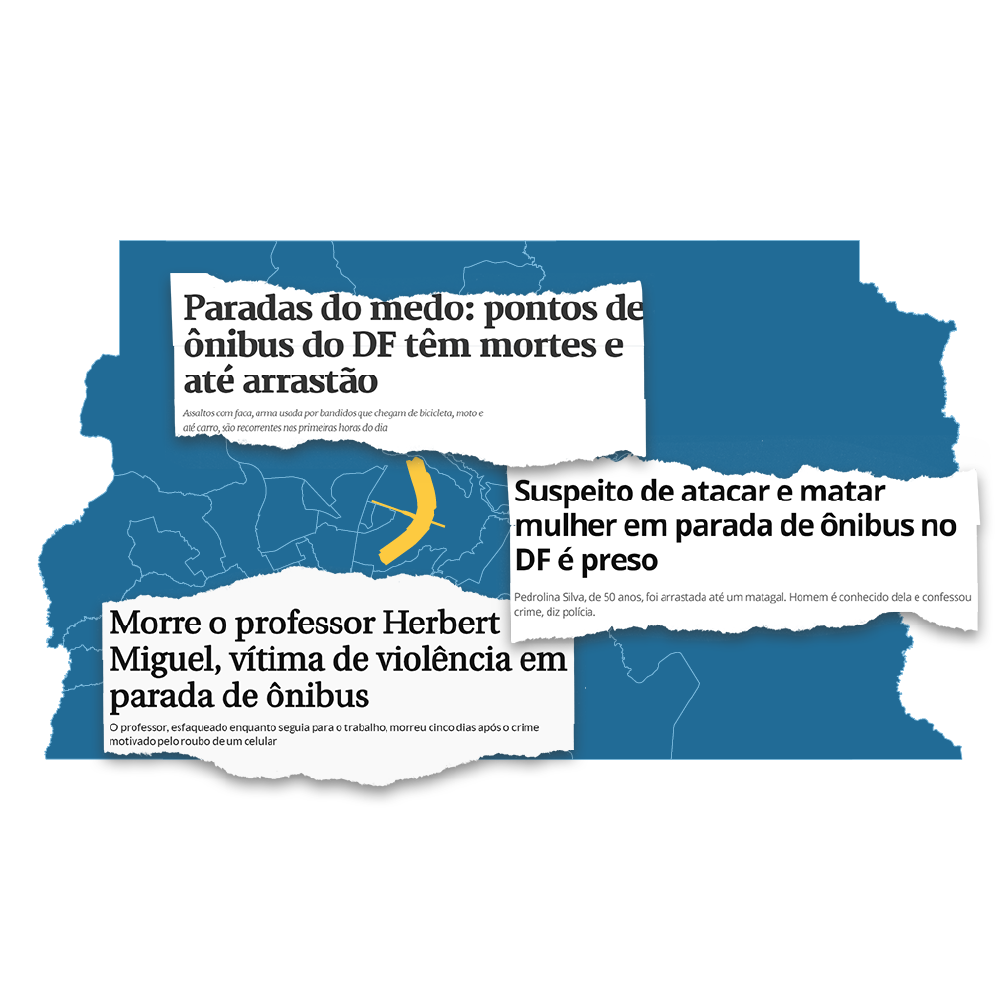 Paradas do medo: pontos de
ônibus do DF têm mortes e
até arrastão
Assaltos com faca, arma usada por bandidos que chegam de bicicleta, moto e
até carro, são recorrentes nas primeiras horas do dia
Suspeito de atacar e matar
mulher em parada de ônibus no
DF é preso
Pedrolina Silva, de 50 anos, foi arrastada até um matagal. Homem é conhecido dela e confessou
crime, diz polícia.
Morre o professor Herbert
Miguel, vítima de violência em
parada de ônibus
O professor, esfaqueado enquanto seguia para o trabalho, morreu cinco dias após o crime
motivado pelo roubo de um celular